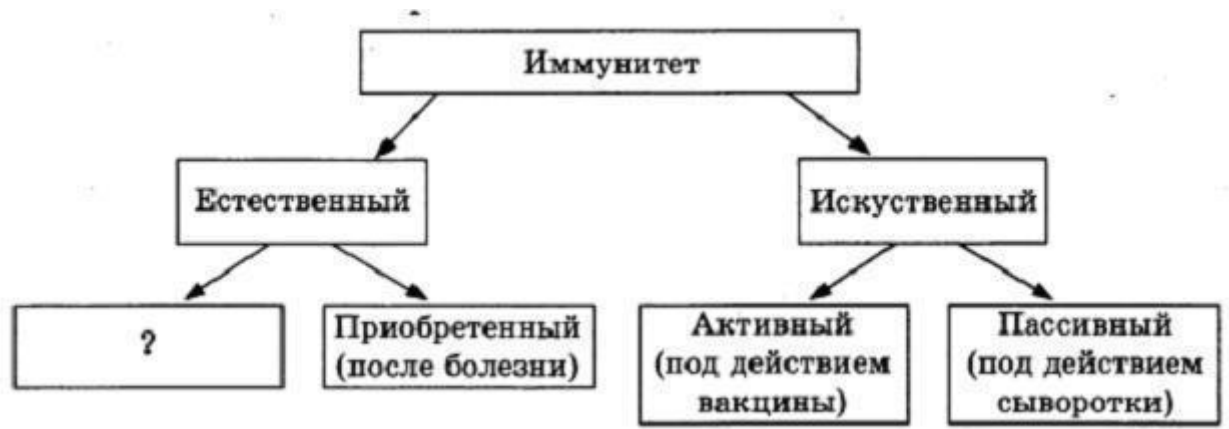 Иммунитет
Естественный
Искуственный
?
Приобретенный
(после болезни)
Активный
(под действием
вакцины)
Пассивный
(под действием
сыворотки)